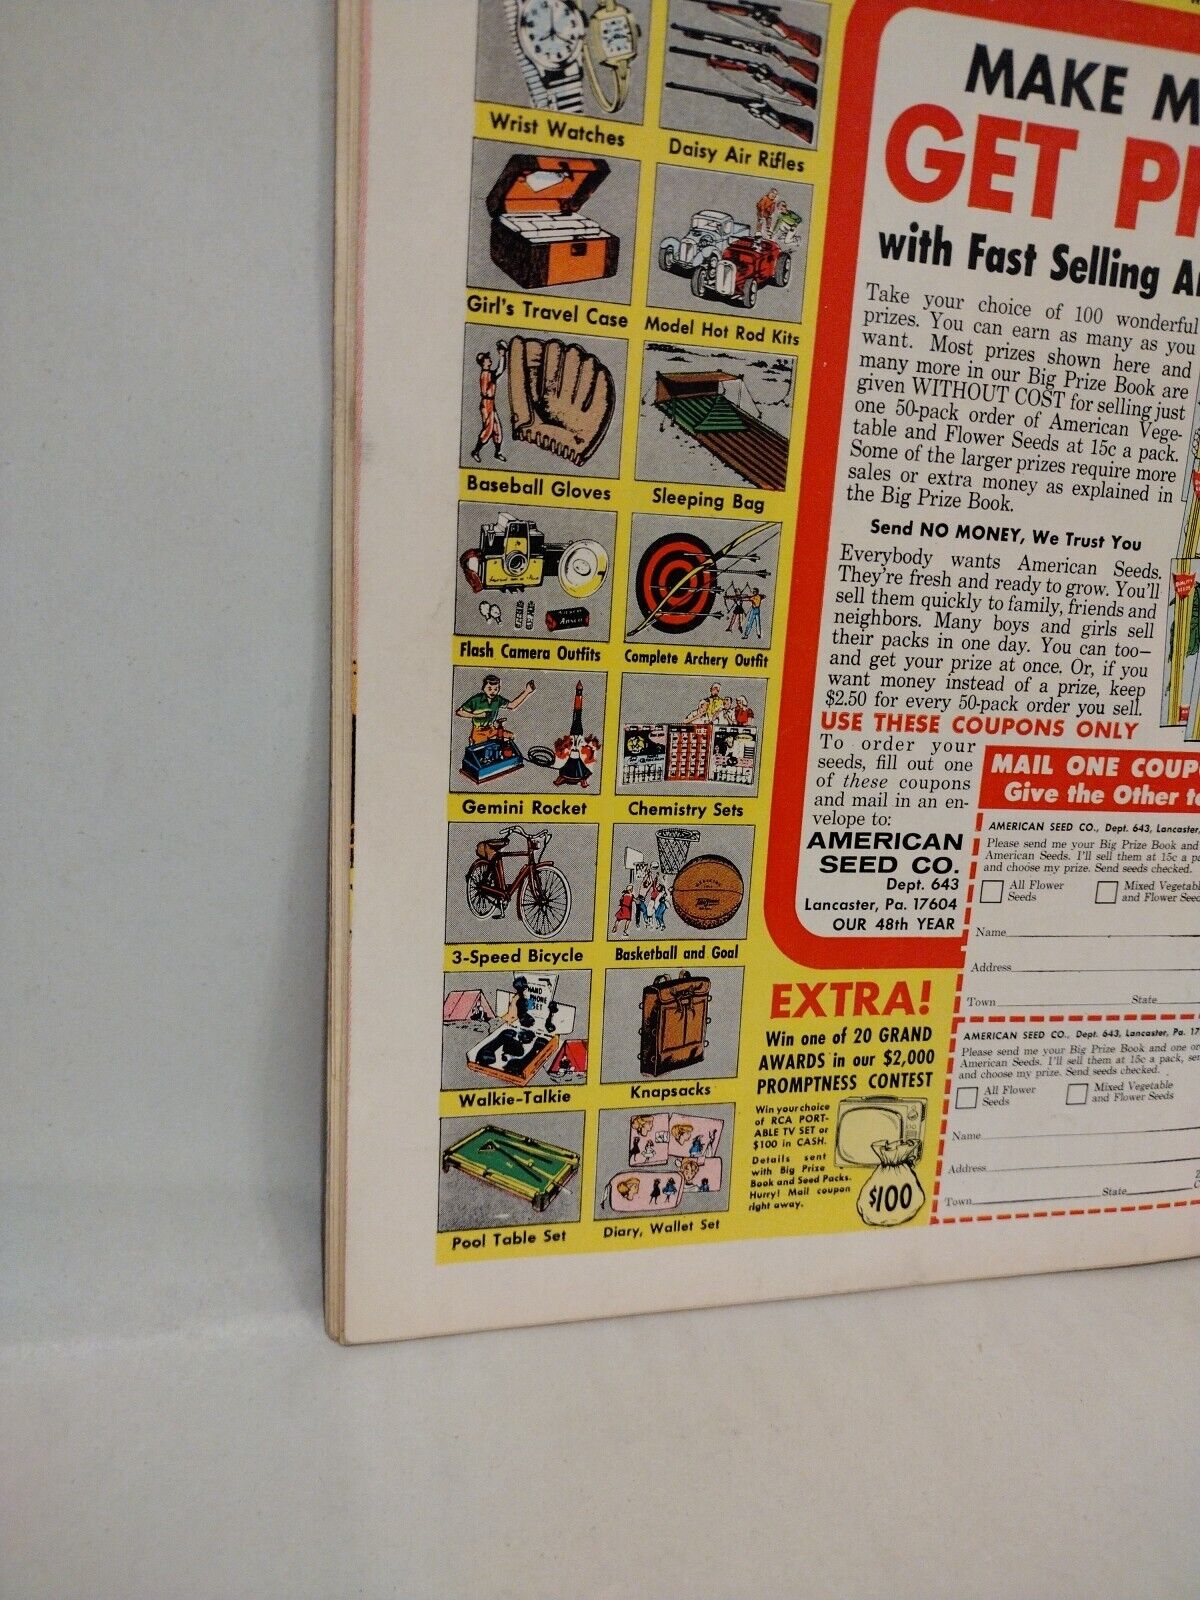 Wrist Watches
Daisy Air Rifles
Girl's Travel Case
Model Hot Rod Kits
Baseball Gloves
Sleeping Bag
Flash Camera Outfits
Complete Archery Outfit
Gemini Rocket
Chemistry Sets
3-Speed Bicycle
Basketball and Goal
HAND
PHONE
SET
Walkie-Talkie
Knapsacks
Pool Table Set
Diary, Wallet Set
MAKE M
GET P
with Fast Selling A
Take your choice of 100 wonderful
prizes. You can earn as many as you
want. Most prizes shown here and
many more in our Big Prize Book are
given WITHOUT COST for selling just
one 50-pack order of American Vege-
table and Flower Seeds at 15c a pack.
Some of the larger prizes require more
sales or extra money as explained in
the Big Prize Book.
Send NO MONEY, We Trust You
Everybody wants American Seeds.
They're fresh and ready to grow. You'll
sell them quickly to family, friends and
neighbors. Many boys and girls sell
their packs in one day. You can too—
and get your prize at once. Or, if you
want money instead of a prize, keep
$2.50 for every 50-pack order you sell.
USE THESE COUPONS ONLY
To order your
seeds, fill out one
of these coupons
and mail in an en-
velope to:
AMERICAN
SEED CO.
Dept. 643
Lancaster, Pa. 17604
OUR 48th YEAR
EXTRA!
Win one of 20 GRAND
AWARDS in our $2,000
PROMPTNESS CONTEST
Win your choice
of RCA PORT-
ABLE TV SET or
$100 in CASH.
Details sent
with Big Prize
Book and Seed Packs.
Hurry! Mail coupon
right away.
$100
MAIL ONE COUP
Give the Other to
AMERICAN SEED CO., Dept. 643, Lancaster,
Please send me your Big Prize Book and
American Seeds. I'll sell them at 15c a pa
and choose my prize. Send seeds checked.
All Flower Seeds
Mixed Vegetabl
and Flower Seed
Name
Address
Town State
AMERICAN SEED CO., Dept. 643, Lancaster, Pa. 17
Please send me your Big Prize Book and one or
American Seeds. I'll sell them at 15c a pack, se
and choose my prize. Send seeds checked.
All Flower Seeds
Mixed Vegetable
and Flower Seeds
Name
Address
Town State